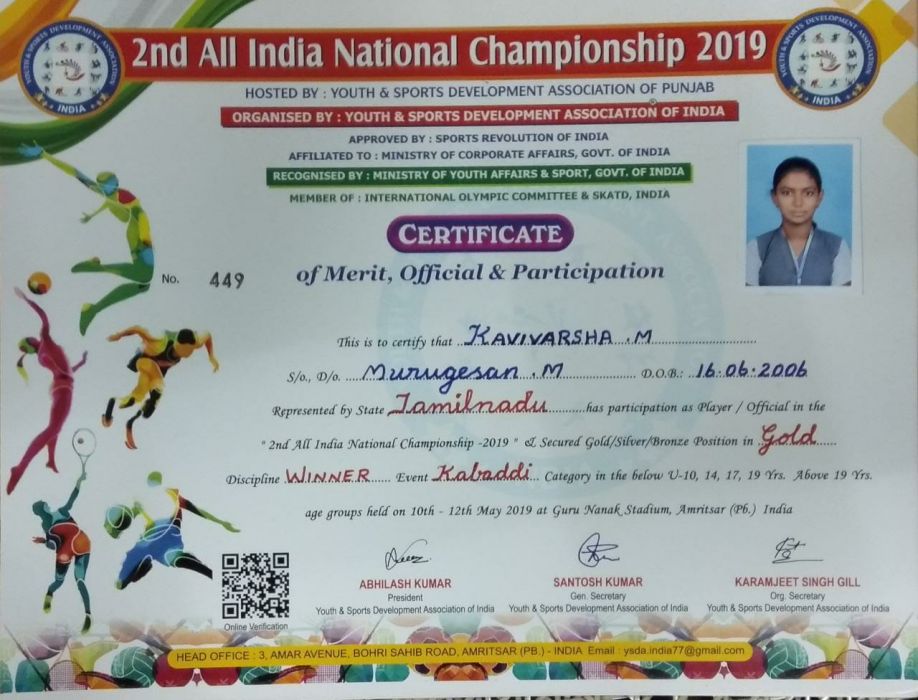 2nd All India National Championship 2019
YOUTH & SPORTS DEVELOPMENT ASSOCIATION
INDIA
YOUTH & SPORTS DEVELOPMENT ASSOCIATION
INDIA
HOSTED BY : YOUTH & SPORTS DEVELOPMENT ASSOCIATION OF PUNJAB
ORGANISED BY : YOUTH & SPORTS DEVELOPMENT ASSOCIATION OF INDIA
APPROVED BY : SPORTS REVOLUTION OF INDIA
AFFILIATED TO : MINISTRY OF CORPORATE AFFAIRS, GOVT. OF INDIA
RECOGNISED BY : MINISTRY OF YOUTH AFFAIRS & SPORT, GOVT. OF INDIA
MEMBER OF : INTERNATIONAL OLYMPIC COMMITTEE & SKATD, INDIA
CERTIFICATE
No. 449
of Merit, Official & Participation
This is to certify that KAVIVARSHA . M
S/o., D/o. Murugesan . M D.O.B.: 16.06.2006
Represented by State Tamilnadu has participation as Player / Official in the
" 2nd All India National Championship -2019 " & Secured Gold/Silver/Bronze Position in Gold
Discipline WINNER Event Kabaddi Category in the below U-10, 14, 17, 19 Yrs. Above 19 Yrs.
age groups held on 10th - 12th May 2019 at Guru Nanak Stadium, Amritsar (Pb.) India
ABHILASH KUMAR SANTOSH KUMAR KARAMJEET SINGH GILL
President Gen. Secretary Org. Secretary
Youth & Sports Development Association of India Youth & Sports Development Association of India Youth & Sports Development Association of India
Online Verification
HEAD OFFICE : 3, AMAR AVENUE, BOHRI SAHIB ROAD, AMRITSAR (PB.) - INDIA Email : ysda.india77@gmail.com